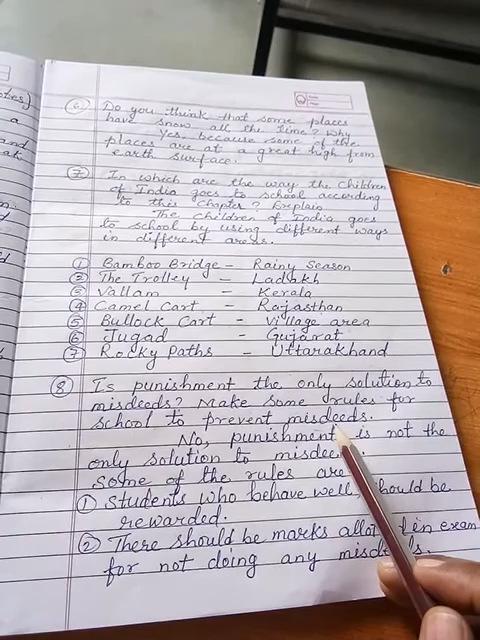 otes)
a
and
(6) Do you think that some places
have snow all the time? Why
Yes because some of the
places are at a great high from
earth surface.
(7) In which are the way the children
of India goes to school according
to this chapter? Explain
The children of India goes
to school by using different ways
in different areas.
(1) Bamboo Bridge - Rainy Season
(2) The Trolley - Ladakh
(3) Vallam = Kerala
(4) Camel Cart - Rajasthan
(5) Bullock Cart - Village area
(6) Jugad - Gujarat
(7) Rocky Paths - Uttarakhand
(8) Is punishment the only solution to
misdeeds? Make some rules for
school to prevent misdeeds.
No, punishment is not the
only solution to
Some of the rules are
(1) Students who behave well, should be
rewarded.
(2) There should be marks in exam
for not doing any